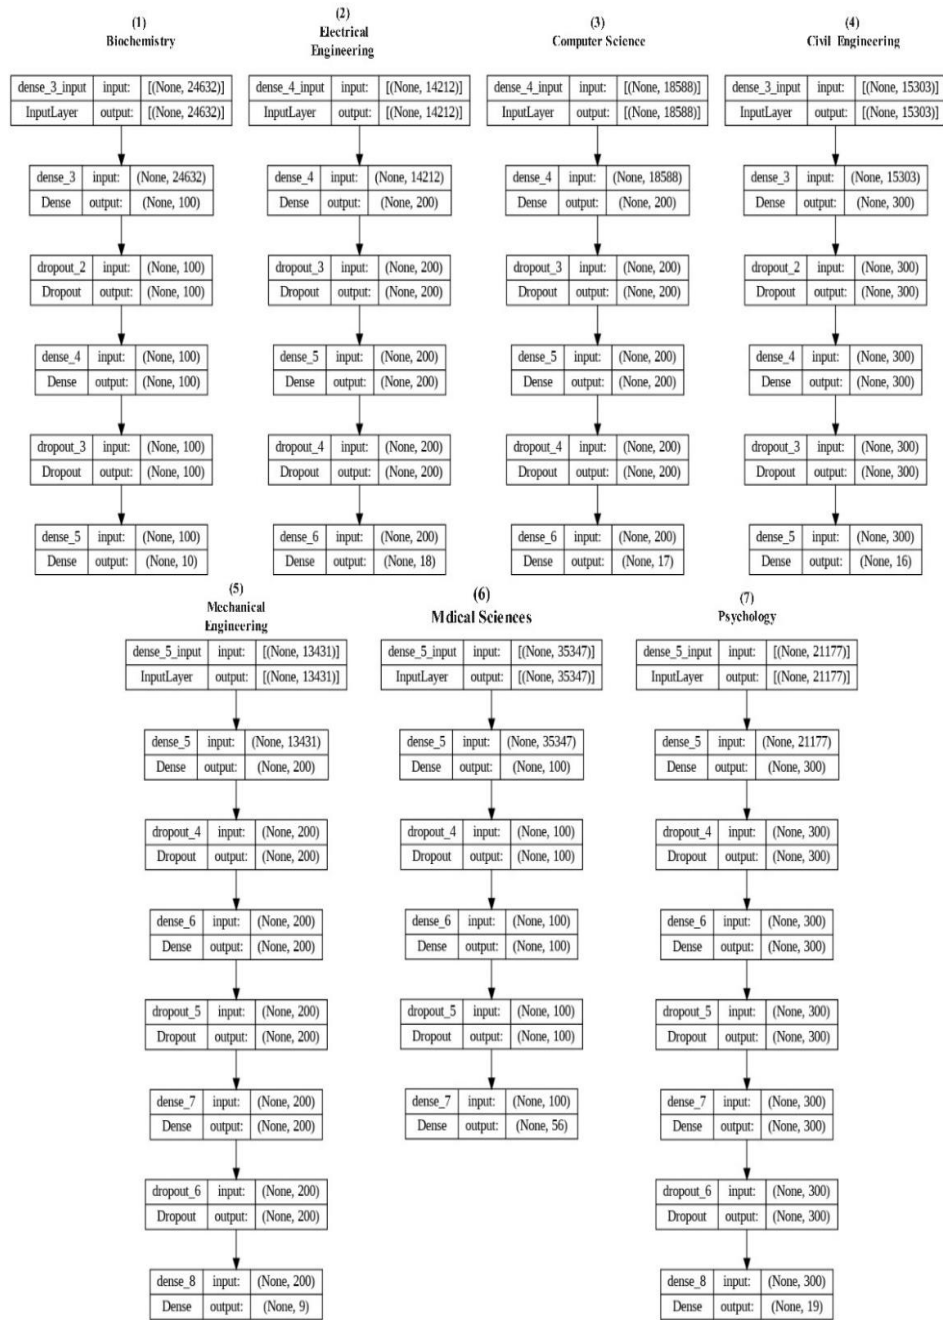 (1)
Biochemistry
dense_3_input input: [(None, 24632)]
InputLayer output: [(None, 24632)]
dense_3 input: (None, 24632)
Dense output: (None, 100)
dropout_2 input: (None, 100)
Dropout output: (None, 100)
dense_4 input: (None, 100)
Dense output: (None, 100)
dropout_3 input: (None, 100)
Dropout output: (None, 100)
dense_5 input: (None, 100)
Dense output: (None, 10)
(2)
Electrical
Engineering
dense_4_input input: [(None, 14212)]
InputLayer output: [(None, 14212)]
dense_4 input: (None, 14212)
Dense output: (None, 200)
dropout_3 input: (None, 200)
Dropout output: (None, 200)
dense_5 input: (None, 200)
Dense output: (None, 200)
dropout_4 input: (None, 200)
Dropout output: (None, 200)
dense_6 input: (None, 200)
Dense output: (None, 18)
(3)
Computer Science
dense_4_input input: [(None, 18588)]
InputLayer output: [(None, 18588)]
dense_4 input: (None, 18588)
Dense output: (None, 200)
dropout_3 input: (None, 200)
Dropout output: (None, 200)
dense_5 input: (None, 200)
Dense output: (None, 200)
dropout_4 input: (None, 200)
Dropout output: (None, 200)
dense_6 input: (None, 200)
Dense output: (None, 17)
(4)
Civil Engineering
dense_3_input input: [(None, 15303)]
InputLayer output: [(None, 15303)]
dense_3 input: (None, 15303)
Dense output: (None, 300)
dropout_2 input: (None, 300)
Dropout output: (None, 300)
dense_4 input: (None, 300)
Dense output: (None, 300)
dropout_3 input: (None, 300)
Dropout output: (None, 300)
dense_5 input: (None, 300)
Dense output: (None, 16)
(5)
Mechanical
Engineering
dense_5_input input: [(None, 13431)]
InputLayer output: [(None, 13431)]
dense_5 input: (None, 13431)
Dense output: (None, 200)
dropout_4 input: (None, 200)
Dropout output: (None, 200)
dense_6 input: (None, 200)
Dense output: (None, 200)
dropout_5 input: (None, 200)
Dropout output: (None, 200)
dense_7 input: (None, 200)
Dense output: (None, 200)
dropout_6 input: (None, 200)
Dropout output: (None, 200)
dense_8 input: (None, 200)
Dense output: (None, 9)
(6)
Mdical Sciences
dense_5_input input: [(None, 35347)]
InputLayer output: [(None, 35347)]
dense_5 input: (None, 35347)
Dense output: (None, 100)
dropout_4 input: (None, 100)
Dropout output: (None, 100)
dense_6 input: (None, 100)
Dense output: (None, 100)
dropout_5 input: (None, 100)
Dropout output: (None, 100)
dense_7 input: (None, 100)
Dense output: (None, 56)
(7)
Psychology
dense_5_input input: [(None, 21177)]
InputLayer output: [(None, 21177)]
dense_5 input: (None, 21177)
Dense output: (None, 300)
dropout_4 input: (None, 300)
Dropout output: (None, 300)
dense_6 input: (None, 300)
Dense output: (None, 300)
dropout_5 input: (None, 300)
Dropout output: (None, 300)
dense_7 input: (None, 300)
Dense output: (None, 300)
dropout_6 input: (None, 300)
Dropout output: (None, 300)
dense_8 input: (None, 300)
Dense output: (None, 19)